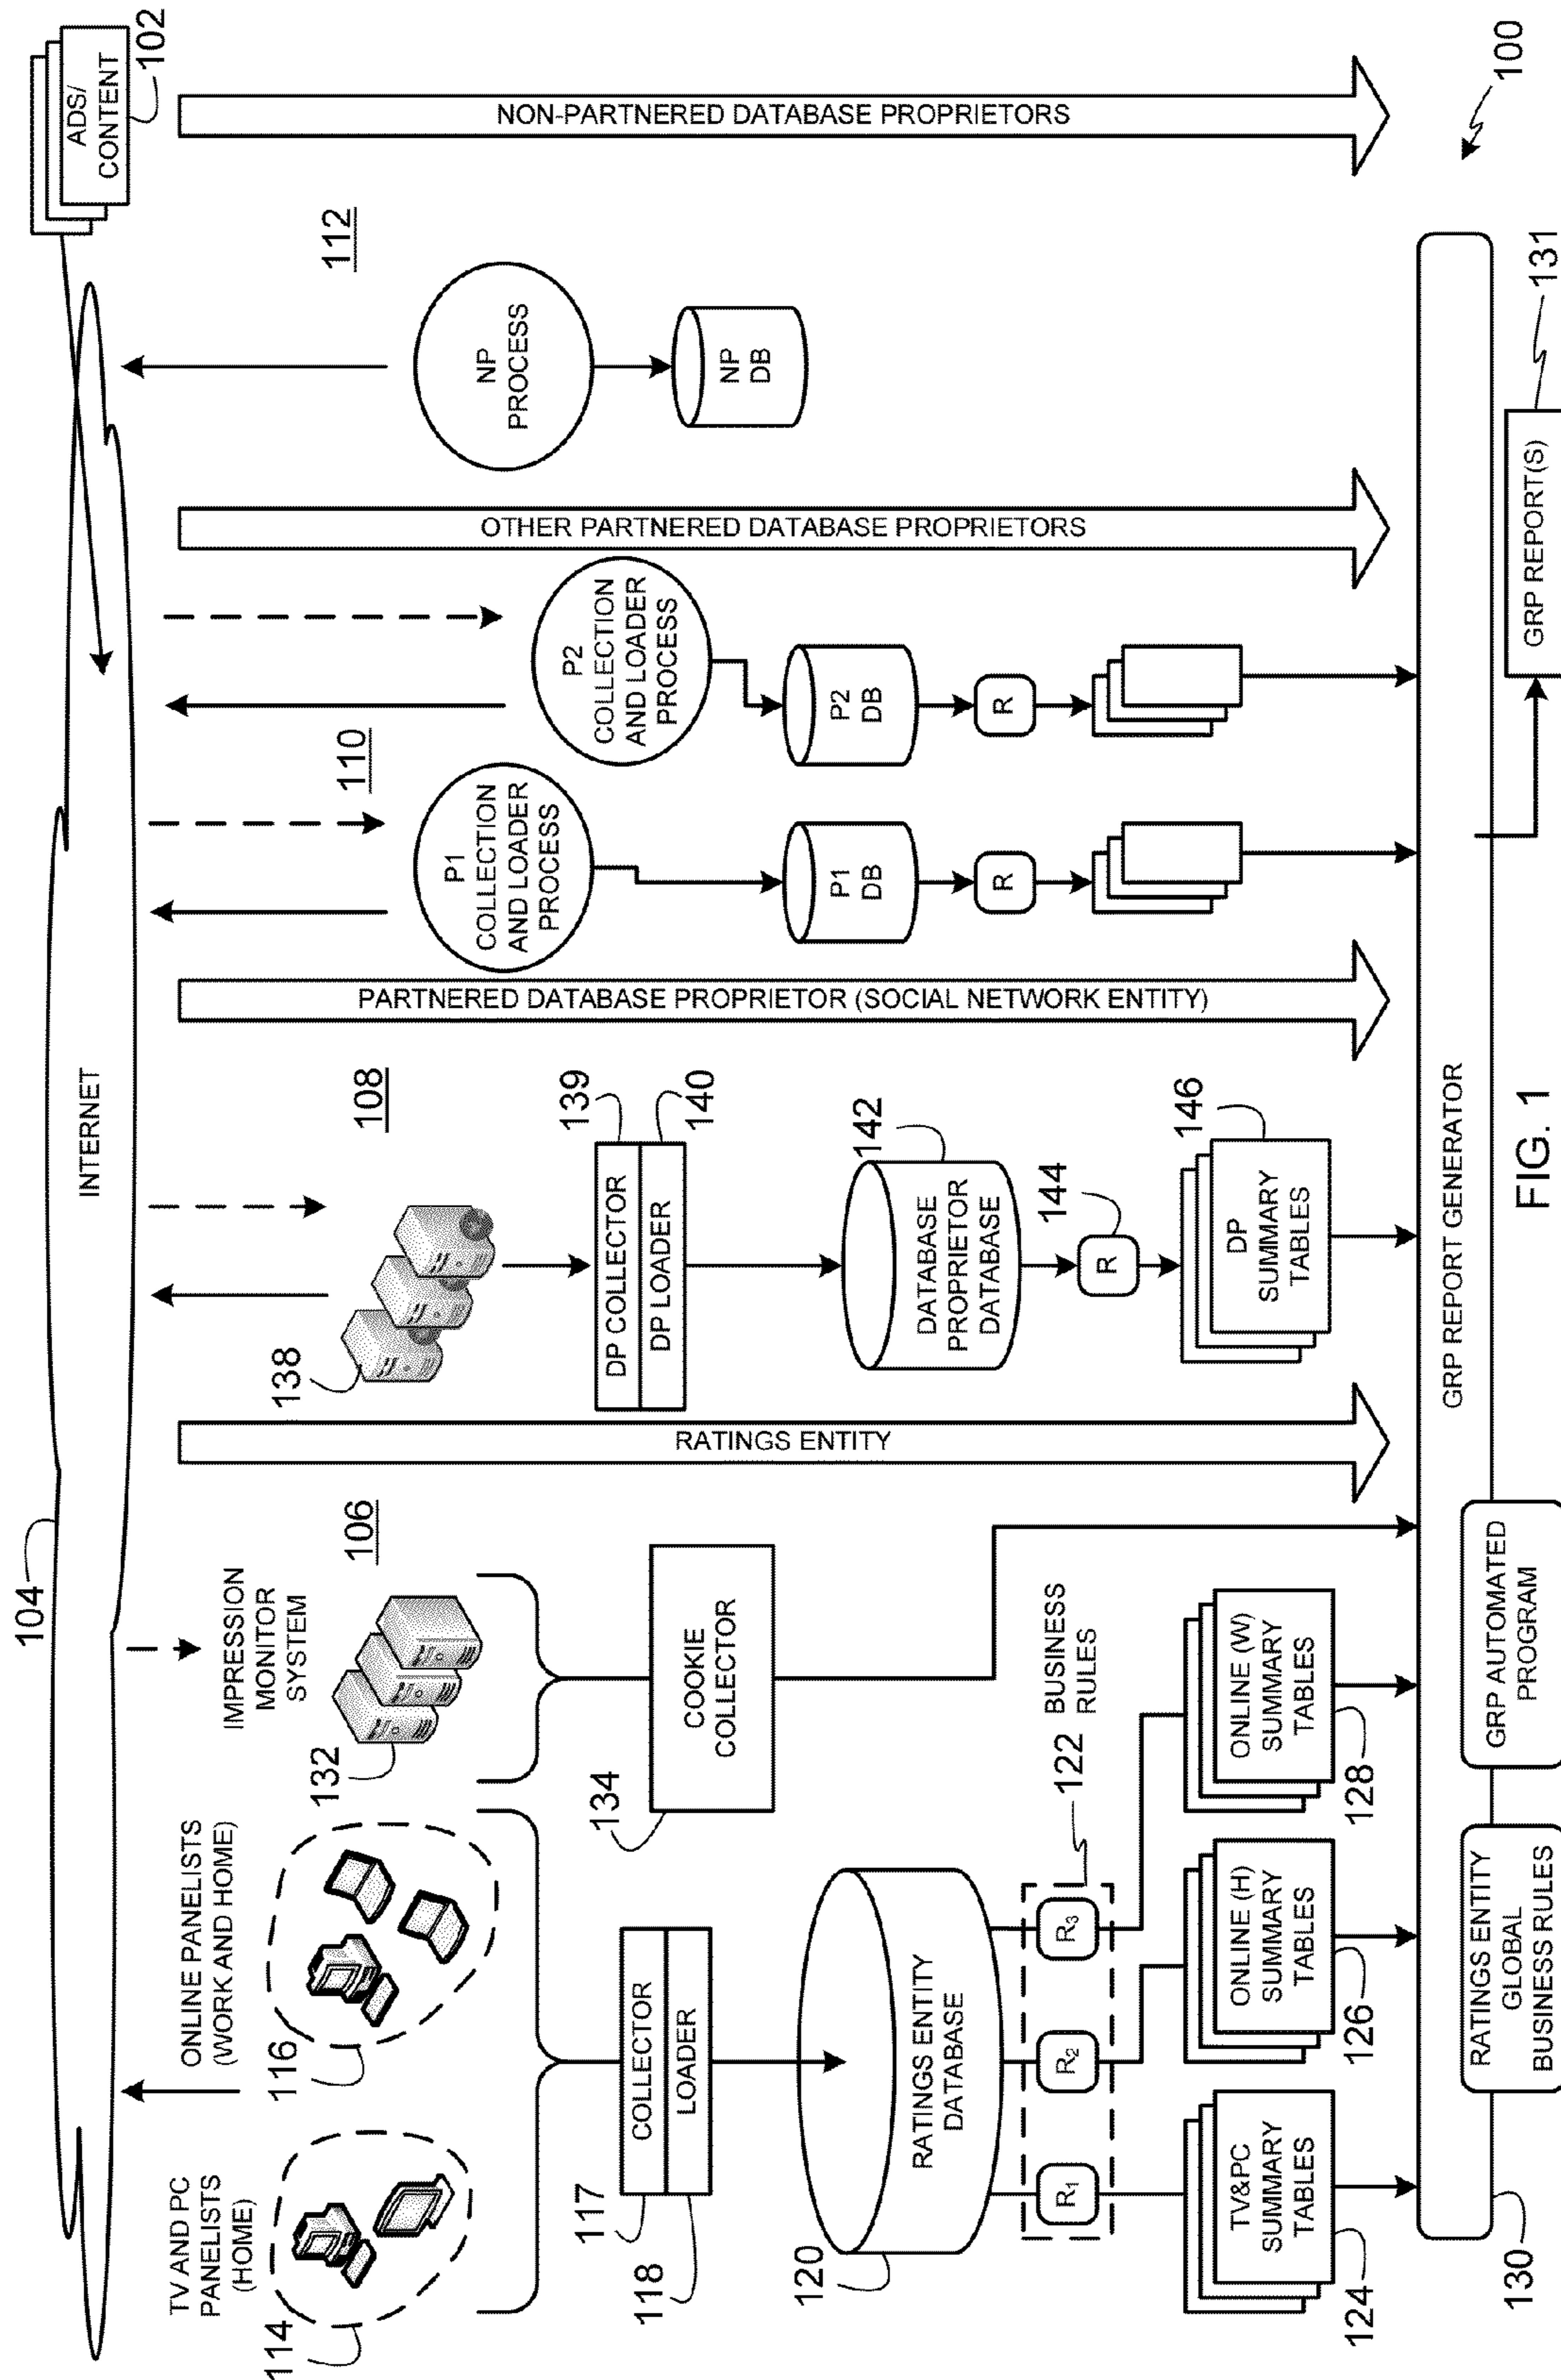 104
INTERNET
ADS/
CONTENT
102
TV AND PC
PANELISTS
(HOME)
114
ONLINE PANELISTS
(WORK AND HOME)
116
IMPRESSION
MONITOR
SYSTEM
132
106
138
108
110
112
COLLECTOR
LOADER
117
118
COOKIE
COLLECTOR
134
RATINGS ENTITY
DP COLLECTOR
DP LOADER
139
140
PARTNERED DATABASE PROPRIETOR (SOCIAL NETWORK ENTITY)
P1
COLLECTION
AND LOADER
PROCESS
P2
COLLECTION
AND LOADER
PROCESS
OTHER PARTNERED DATABASE PROPRIETORS
NP
PROCESS
NP
DB
NON-PARTNERED DATABASE PROPRIETORS
RATINGS ENTITY
DATABASE
120
DATABASE
PROPRIETOR
DATABASE
142
P1
DB
P2
DB
R1
R2
R3
122
BUSINESS
RULES
R
144
R
R
TV&PC
SUMMARY
TABLES
124
ONLINE (H)
SUMMARY
TABLES
126
ONLINE (W)
SUMMARY
TABLES
128
DP
SUMMARY
TABLES
146
GRP REPORT GENERATOR
130
RATINGS ENTITY
GLOBAL
BUSINESS RULES
GRP AUTOMATED
PROGRAM
GRP REPORT(S)
131
100
FIG. 1